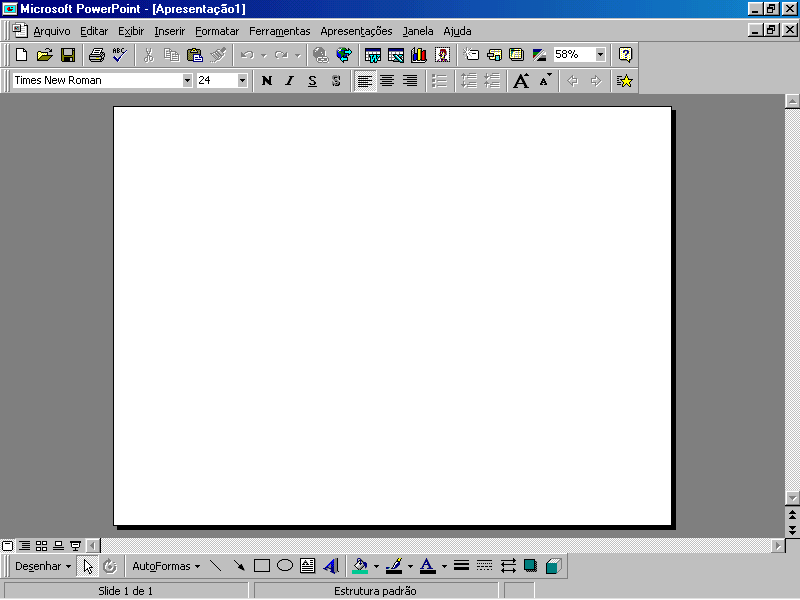 Microsoft PowerPoint - [Apresentação1]
Arquivo Editar Exibir Inserir Formatar Ferramentas Apresentações Janela Ajuda
ABC 58% ?
Times New Roman 24 N I S S A A
Desenhar AutoFormas A A
Slide 1 de 1 Estrutura padrão